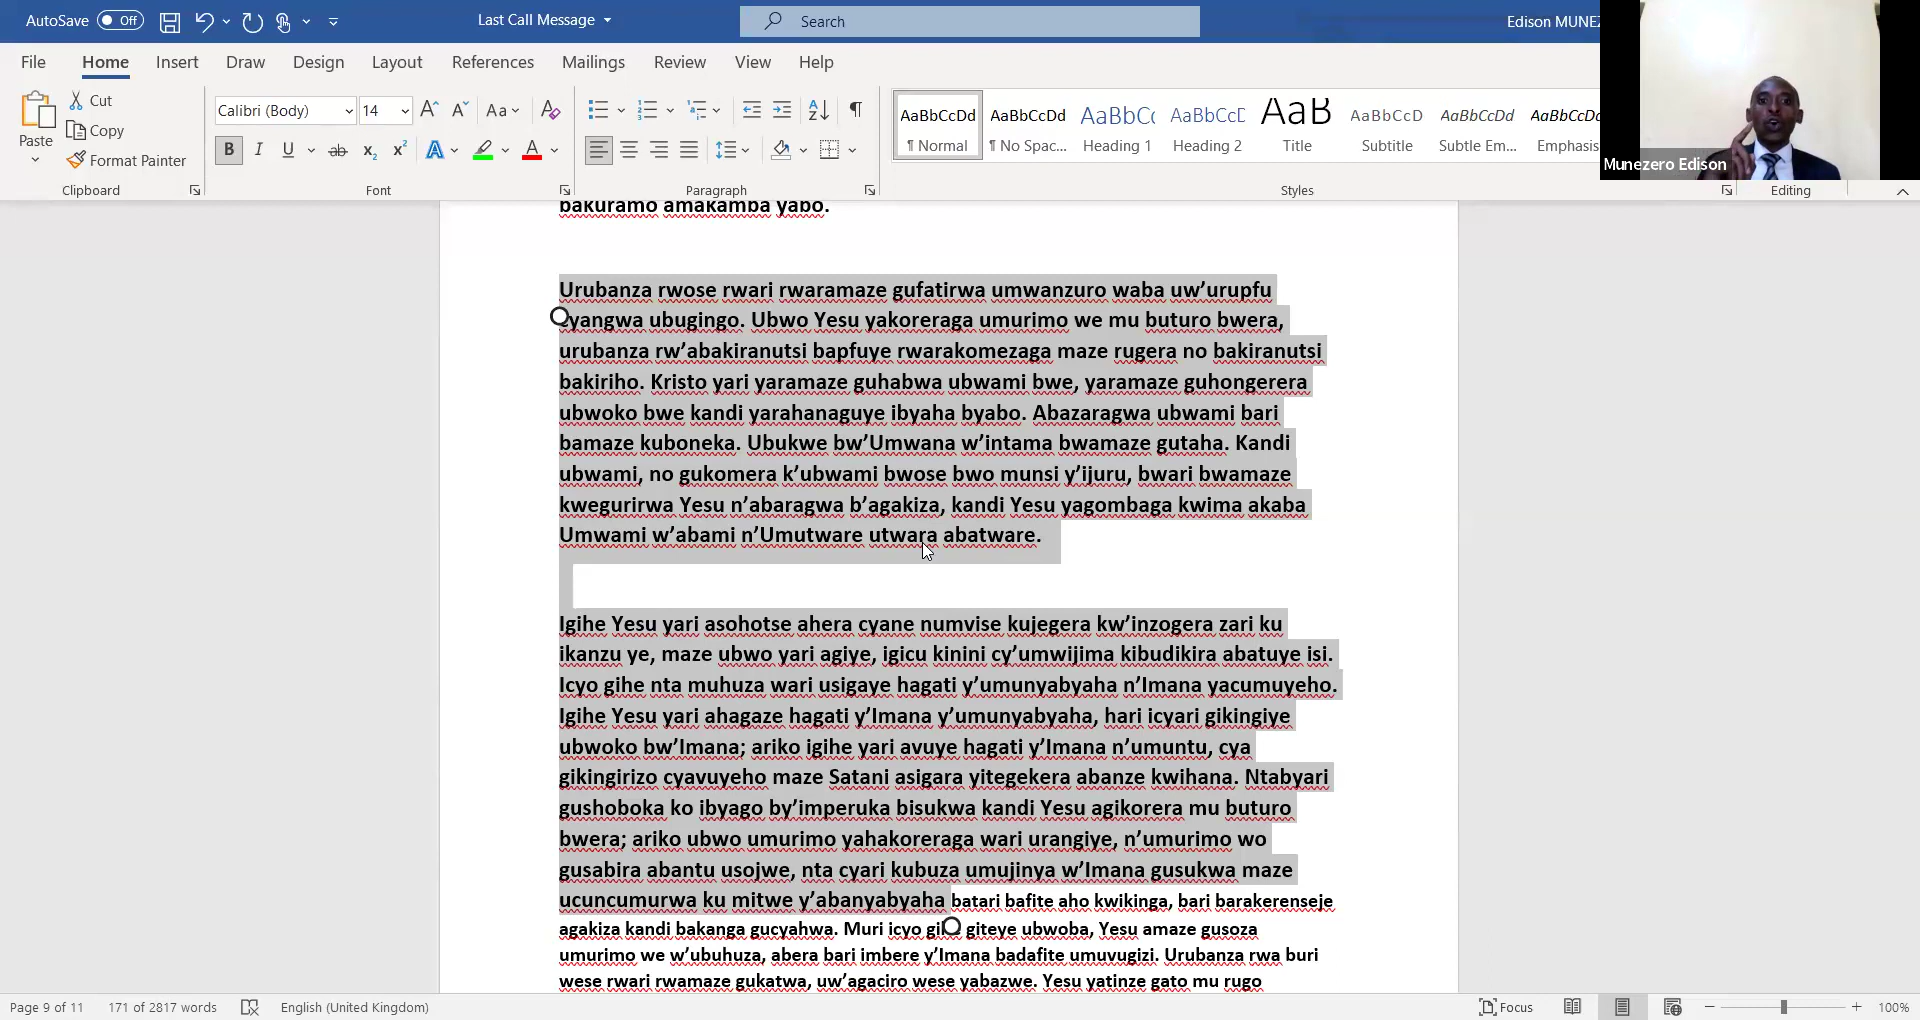 AutoSave Off Last Call Message Search Edison MUNEZ
File Home Insert Draw Design Layout References Mailings Review View Help
Paste Cut
Copy
Format Painter
Calibri (Body) 14
AaBbCcDd AaBbCcDd AaBbCc AaBbCcD AaB AaBbCcD AaBbCcDd AaBbCcDd
¶ Normal ¶ No Spac... Heading 1 Heading 2 Title Subtitle Subtle Em... Emphasis
Munezero Edison
Clipboard Font Paragraph Styles Editing
bakuramo amakamba yabo.
Urubanza rwose rwari rwaramaze gufatirwa umwanzuro waba uw’urupfu
cyangwa ubugingo. Ubwo Yesu yakoreraga umurimo we mu buturo bwera,
urubanza rw’abakiranutsi bapfuye rwarakomezaga maze rugera no bakiranutsi
bakiriho. Kristo yari yaramaze guhabwa ubwami bwe, yaramaze guhongerera
ubwoko bwe kandi yarahanaguye ibyaha byabo. Abazaragwa ubwami bari
bamaze kuboneka. Ubukwe bw’Umwana w’intama bwamaze gutaha. Kandi
ubwami, no gukomera k’ubwami bwose bwo munsi y’ijuru, bwari bwamaze
kwegurirwa Yesu n’abaragwa b’agakiza, kandi Yesu yagombaga kwima akaba
Umwami w’abami n’Umutware utwara abatware.
Igihe Yesu yari asohotse ahera cyane numvise kujegera kw’inzogera zari ku
ikanzu ye, maze ubwo yari agiye, igicu kinini cy’umwijima kibudikira abatuye isi.
Icyo gihe nta muhuza wari usigaye hagati y’umunyabyaha n’Imana yacumuyeho.
Igihe Yesu yari ahagaze hagati y’Imana y’umunyabyaha, hari icyari gikingiye
ubwoko bw’Imana; ariko igihe yari avuye hagati y’Imana n’umuntu, cya
gikingirizo cyavuyeho maze Satani asigara yitegekera abanze kwihana. Ntabyari
gushoboka ko ibyago by’imperuka bisukwa kandi Yesu agikorera mu buturo
bwera; ariko ubwo umurimo yahakoreraga wari urangiye, n’umurimo wo
gusabira abantu usojwe, nta cyari kubuza umujinya w’Imana gusukwa maze
ucuncumurwa ku mitwe y’abanyabyaha batari bafite aho kwikinga, bari barakerenseje
agakiza kandi bakanga gucyahwa. Muri icyo gihe giteye ubwoba, Yesu amaze gusoza
umurimo we w’ubuhuza, abera bari imbere y’Imana badafite umuvugizi. Urubanza rwa buri
wese rwari rwamaze gukatwa, uw’agaciro wese yabazwe. Yesu yatinze gato mu rugo
Page 9 of 11 171 of 2817 words English (United Kingdom) Focus 100%